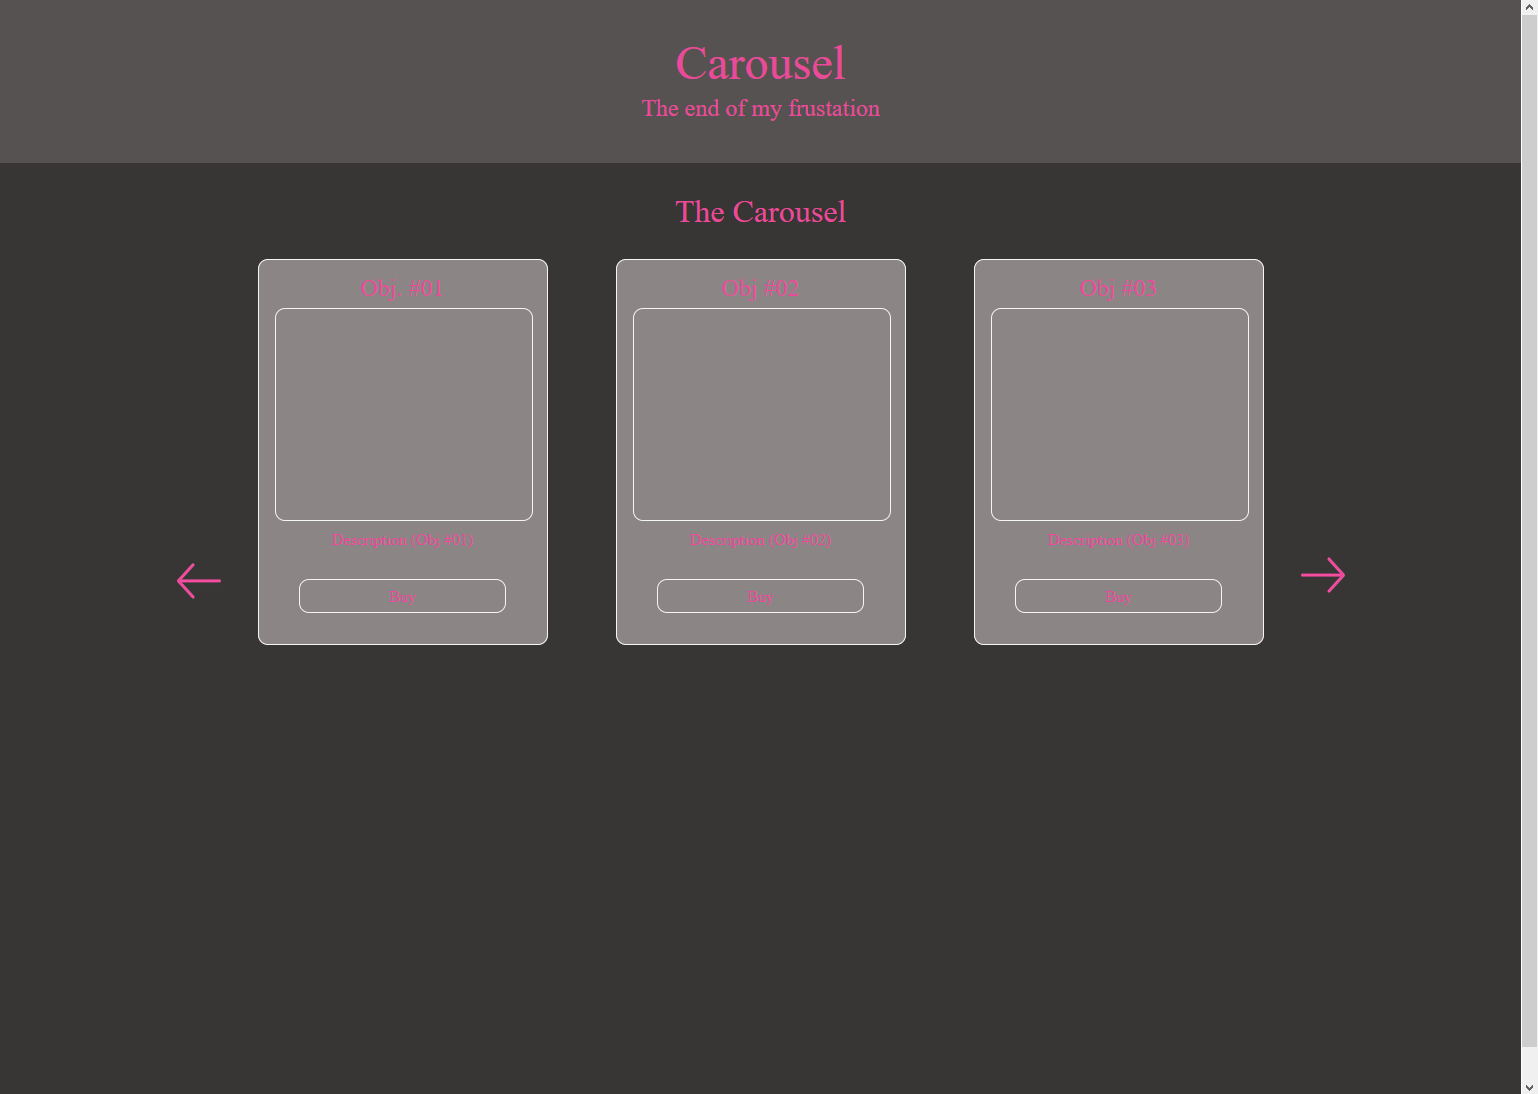 Carousel
The end of my frustation
The Carousel
Obj. #01
Obj #02
Obj #03
Description (Obj #01)
Description (Obj #02)
Description (Obj #03)
Buy
Buy
Buy